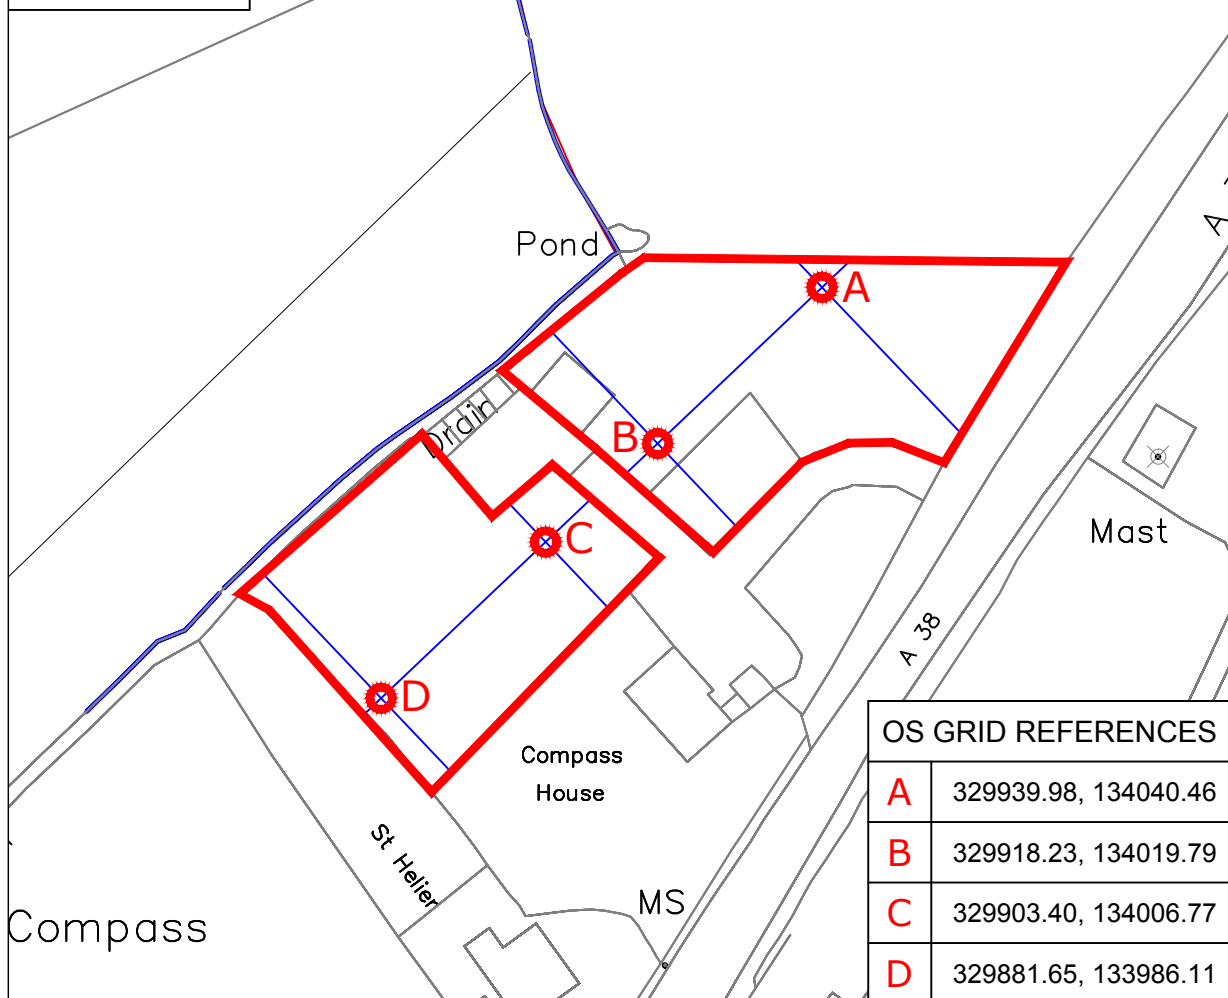 Pond
A
A
B
Drain
C
Mast
A 38
D
Compass
House
St Helier
MS
Compass
OS GRID REFERENCES
A 329939.98, 134040.46
B 329918.23, 134019.79
C 329903.40, 134006.77
D 329881.65, 133986.11